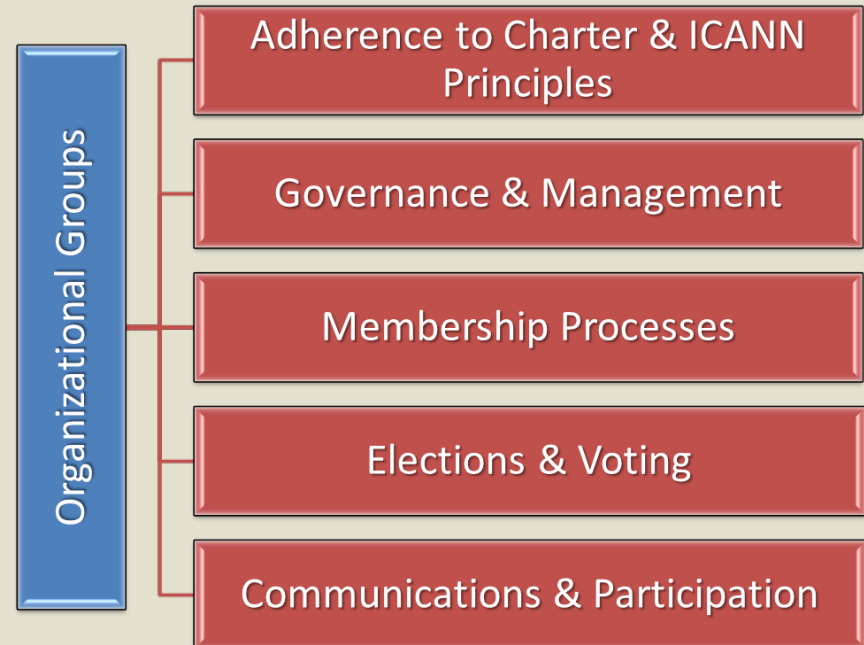 Organizational Groups
Adherence to Charter & ICANN
Principles
Governance & Management
Membership Processes
Elections & Voting
Communications & Participation